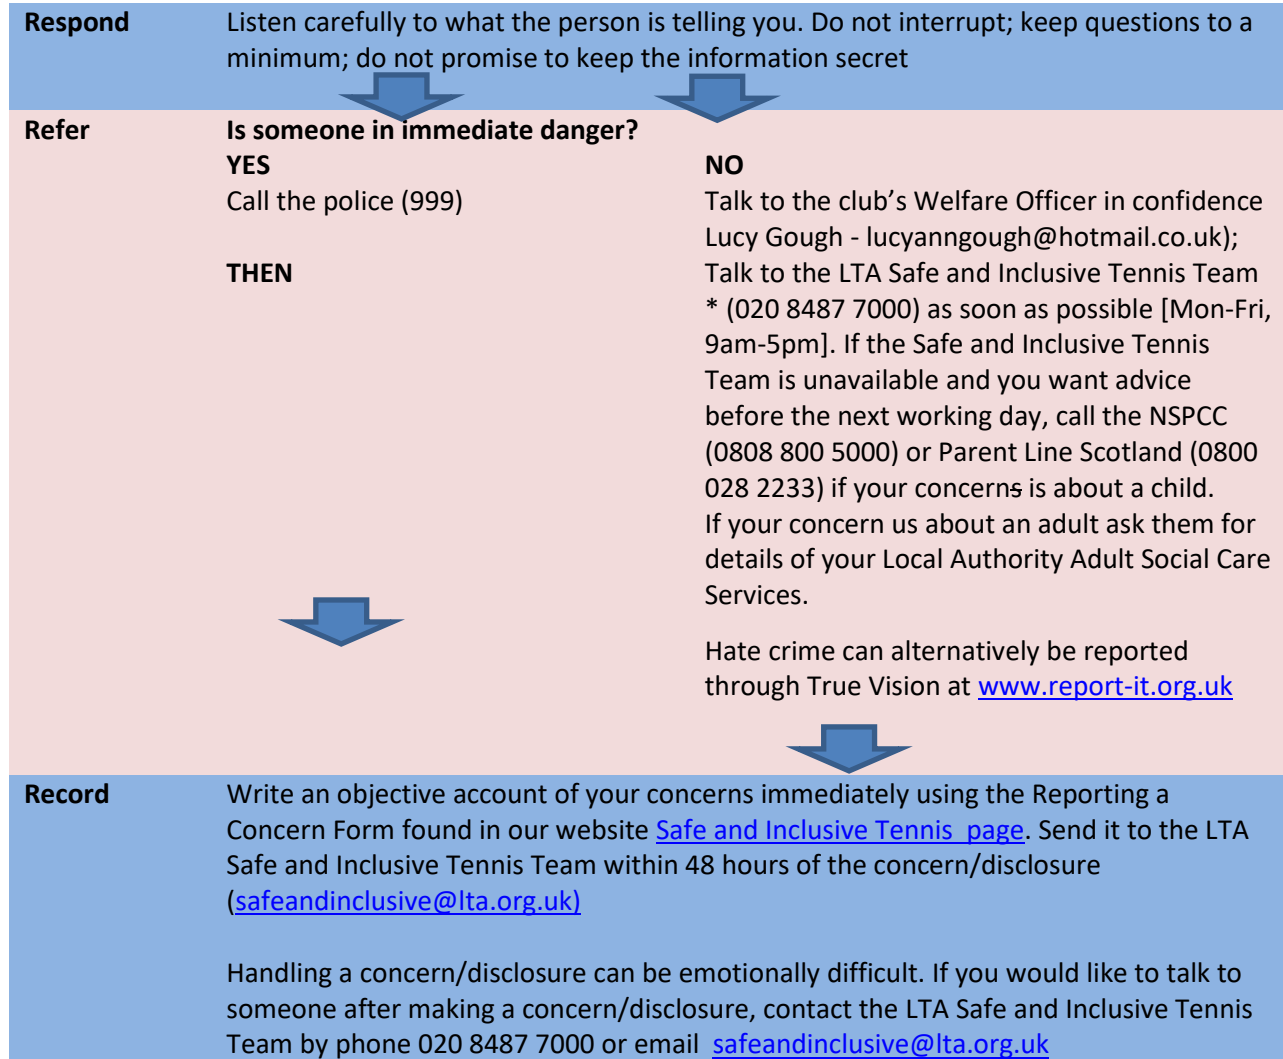 Respond
Listen carefully to what the person is telling you. Do not interrupt; keep questions to a
minimum; do not promise to keep the information secret
Refer
Is someone in immediate danger?
YES
Call the police (999)
THEN
NO
Talk to the club’s Welfare Officer in confidence
Lucy Gough - lucyanngough@hotmail.co.uk);
Talk to the LTA Safe and Inclusive Tennis Team
* (020 8487 7000) as soon as possible [Mon-Fri,
9am-5pm]. If the Safe and Inclusive Tennis
Team is unavailable and you want advice
before the next working day, call the NSPCC
(0808 800 5000) or Parent Line Scotland (0800
028 2233) if your concerns is about a child.
If your concern us about an adult ask them for
details of your Local Authority Adult Social Care
Services.
Hate crime can alternatively be reported
through True Vision at www.report-it.org.uk
Record
Write an objective account of your concerns immediately using the Reporting a
Concern Form found in our website Safe and Inclusive Tennis  page. Send it to the LTA
Safe and Inclusive Tennis Team within 48 hours of the concern/disclosure
(safeandinclusive@lta.org.uk)
Handling a concern/disclosure can be emotionally difficult. If you would like to talk to
someone after making a concern/disclosure, contact the LTA Safe and Inclusive Tennis
Team by phone 020 8487 7000 or email  safeandinclusive@lta.org.uk